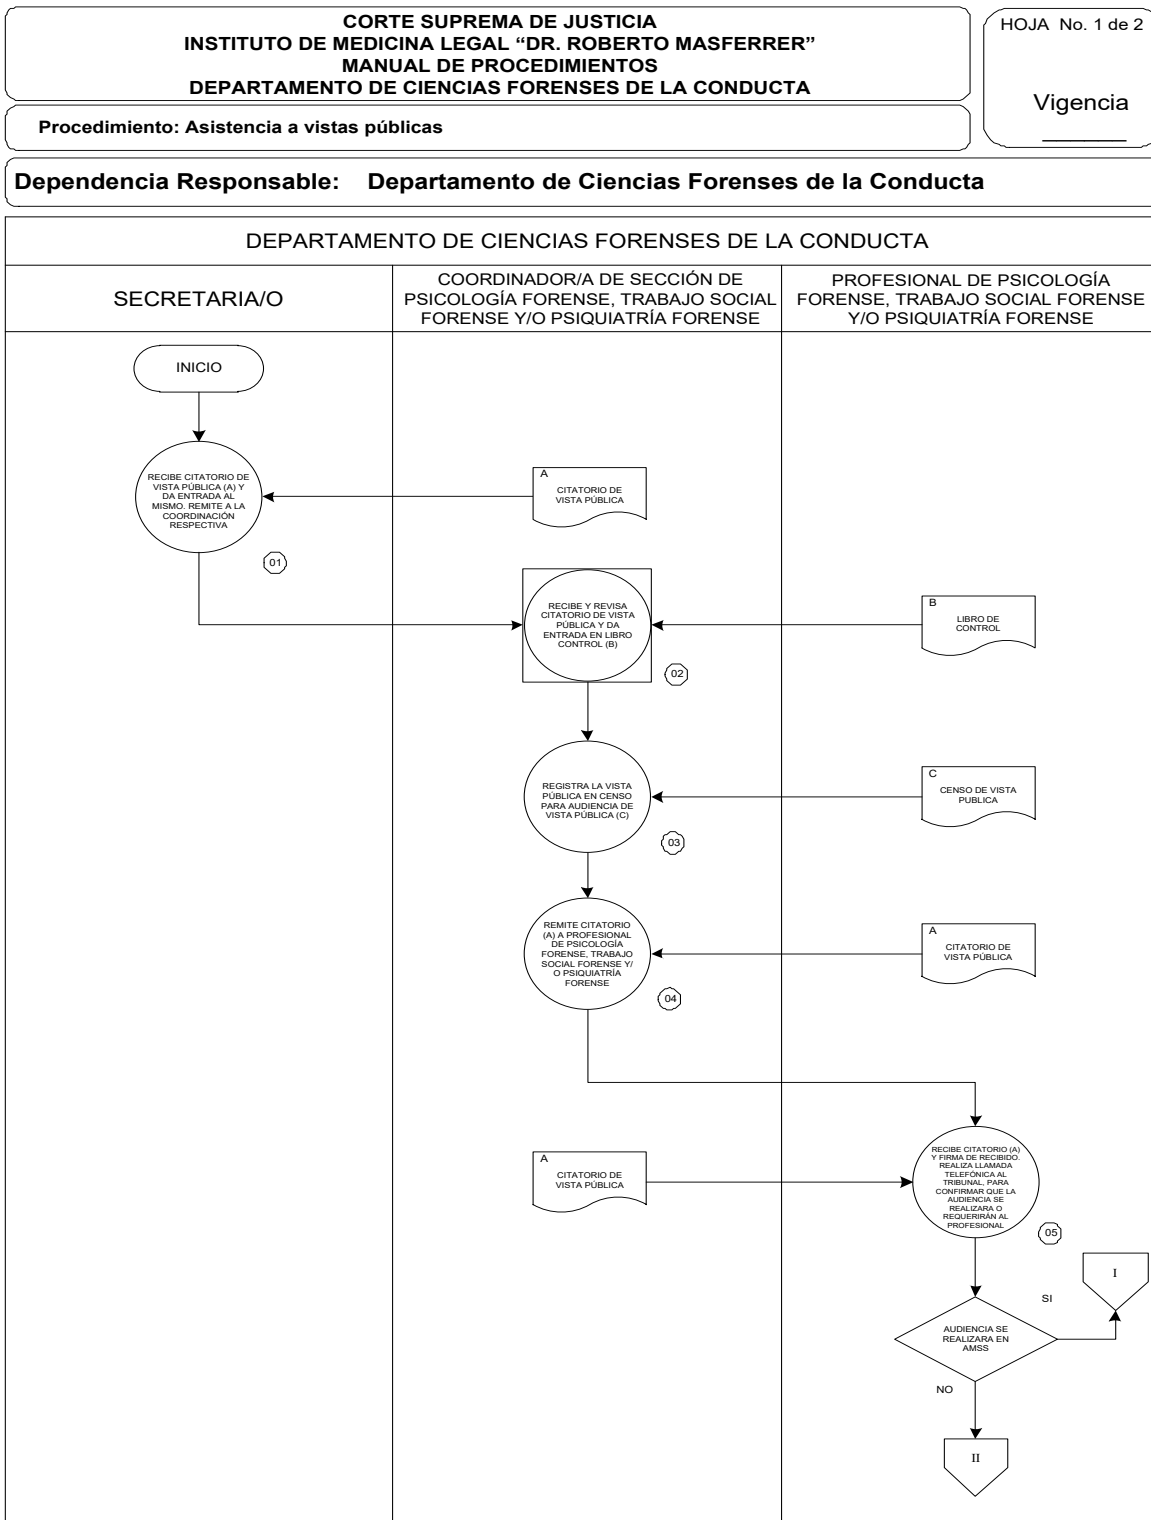 CORTE SUPREMA DE JUSTICIA
INSTITUTO DE MEDICINA LEGAL “DR. ROBERTO MASFERRER”
MANUAL DE PROCEDIMIENTOS
DEPARTAMENTO DE CIENCIAS FORENSES DE LA CONDUCTA
HOJA No. 1 de 2
Vigencia
Procedimiento: Asistencia a vistas públicas
Dependencia Responsable: Departamento de Ciencias Forenses de la Conducta
DEPARTAMENTO DE CIENCIAS FORENSES DE LA CONDUCTA
SECRETARIA/O
COORDINADOR/A DE SECCIÓN DE
PSICOLOGÍA FORENSE, TRABAJO SOCIAL
FORENSE Y/O PSIQUIATRÍA FORENSE
PROFESIONAL DE PSICOLOGÍA
FORENSE, TRABAJO SOCIAL FORENSE
Y/O PSIQUIATRÍA FORENSE
INICIO
RECIBE CITATORIO DE
VISTA PÚBLICA (A) Y
DA ENTRADA AL
MISMO. REMITE A LA
COORDINACIÓN
RESPECTIVA
01
A
CITATORIO DE
VISTA PÚBLICA
RECIBE Y REVISA
CITATORIO DE VISTA
PÚBLICA Y DA
ENTRADA EN LIBRO
CONTROL (B)
02
B
LIBRO DE
CONTROL
REGISTRA LA VISTA
PÚBLICA EN CENSO
PARA AUDIENCIA DE
VISTA PÚBLICA (C)
03
C
CENSO DE VISTA
PUBLICA
REMITE CITATORIO
(A) A PROFESIONAL
DE PSICOLOGÍA
FORENSE, TRABAJO
SOCIAL FORENSE Y/
O PSIQUIATRÍA
FORENSE
04
A
CITATORIO DE
VISTA PÚBLICA
A
CITATORIO DE
VISTA PÚBLICA
RECIBE CITATORIO (A)
Y FIRMA DE RECIBIDO.
REALIZA LLAMADA
TELEFÓNICA AL
TRIBUNAL, PARA
CONFIRMAR QUE LA
AUDIENCIA SE
REALIZARA O
REQUERIRÁN AL
PROFESIONAL
05
I
SI
AUDIENCIA SE
REALIZARA EN
AMSS
NO
II